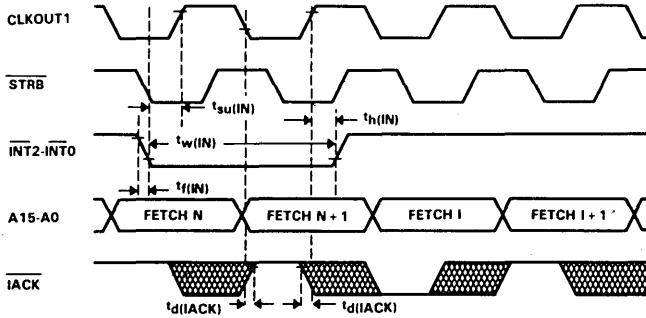 CLKOUT1
STRB
tsu(IN)
th(IN)
INT2-INT0
tw(IN)
tf(IN)
A15-A0 FETCH N FETCH N + 1 FETCH I FETCH I + 1
IACK
td(IACK) td(IACK)